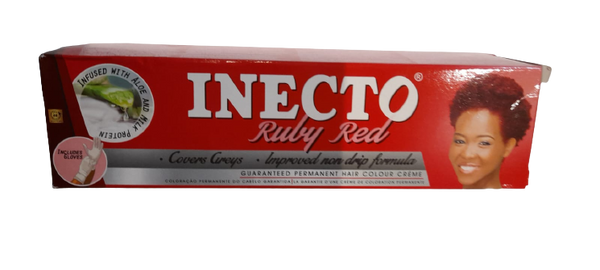 INFUSED WITH ALOE AND MILK PROTEIN
INECTO®
Ruby Red
INCLUDES
GLOVES
• Covers Greys • Improved non drip formula
GUARANTEED PERMANENT HAIR COLOUR CRÈME